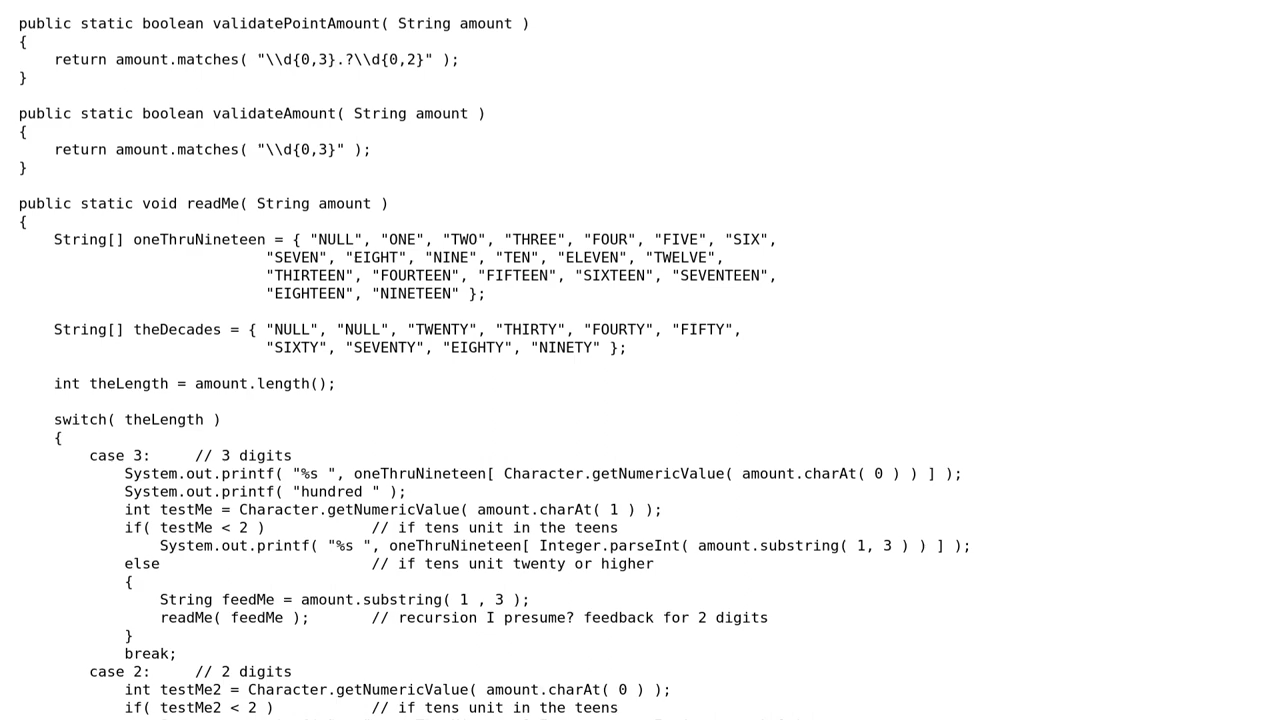 public static boolean validatePointAmount( String amount )
{
return amount.matches( "\\d{0,3}.?\\d{0,2}" );
}
public static boolean validateAmount( String amount )
{
return amount.matches( "\\d{0,3}" );
}
public static void readMe( String amount )
{
String[] oneThruNineteen = { "NULL", "ONE", "TWO", "THREE", "FOUR", "FIVE", "SIX",
"SEVEN", "EIGHT", "NINE", "TEN", "ELEVEN", "TWELVE",
"THIRTEEN", "FOURTEEN", "FIFTEEN", "SIXTEEN", "SEVENTEEN",
"EIGHTEEN", "NINETEEN" };
String[] theDecades = { "NULL", "NULL", "TWENTY", "THIRTY", "FOURTY", "FIFTY",
"SIXTY", "SEVENTY", "EIGHTY", "NINETY" };
int theLength = amount.length();
switch( theLength )
{
case 3: // 3 digits
System.out.printf( "%s ", oneThruNineteen[ Character.getNumericValue( amount.charAt( 0 ) ) ] );
System.out.printf( "hundred " );
int testMe = Character.getNumericValue( amount.charAt( 1 ) );
if( testMe < 2 ) // if tens unit in the teens
System.out.printf( "%s ", oneThruNineteen[ Integer.parseInt( amount.substring( 1, 3 ) ) ] );
else // if tens unit twenty or higher
{
String feedMe = amount.substring( 1 , 3 );
readMe( feedMe ); // recursion I presume? feedback for 2 digits
}
break;
case 2: // 2 digits
int testMe2 = Character.getNumericValue( amount.charAt( 0 ) );
if( testMe2 < 2 ) // if tens unit in the teens